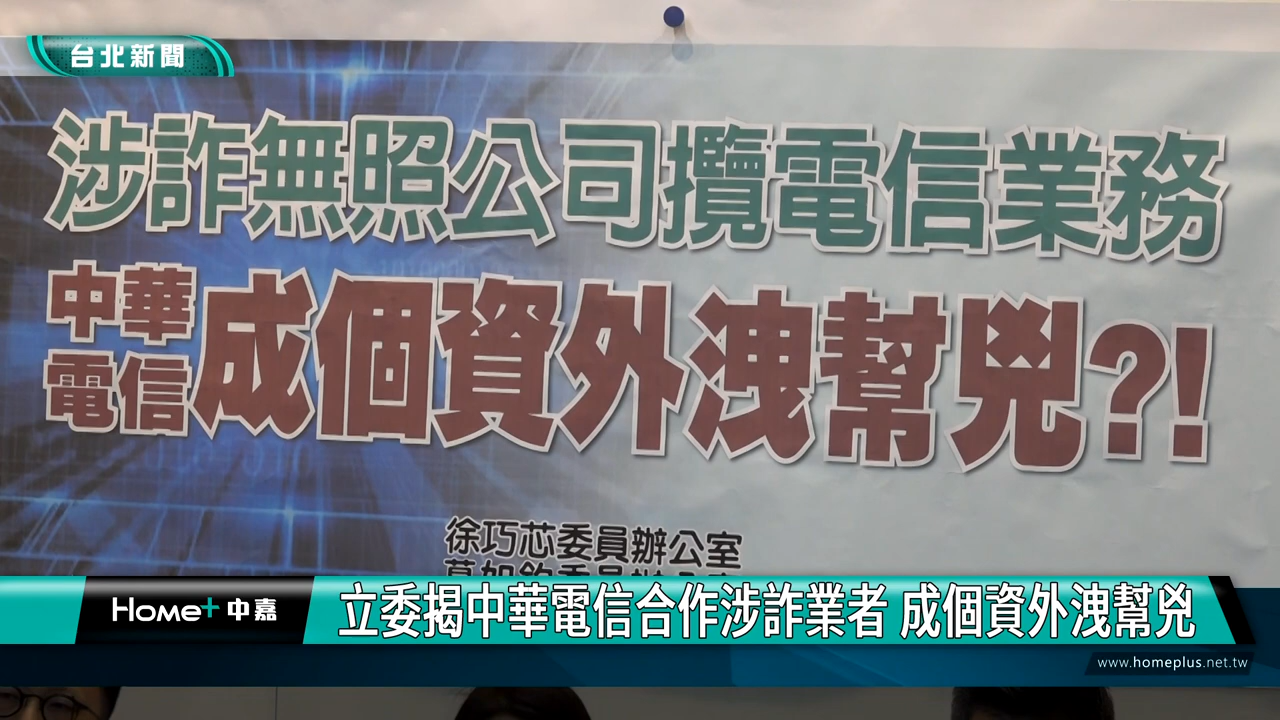 台北新聞
涉詐無照公司攬電信業務
中華電信成個資外洩幫兇?!
徐巧芯委員辦公室
Home+中嘉
立委揭中華電信合作涉詐業者 成個資外洩幫兇
www.homeplus.net.tw